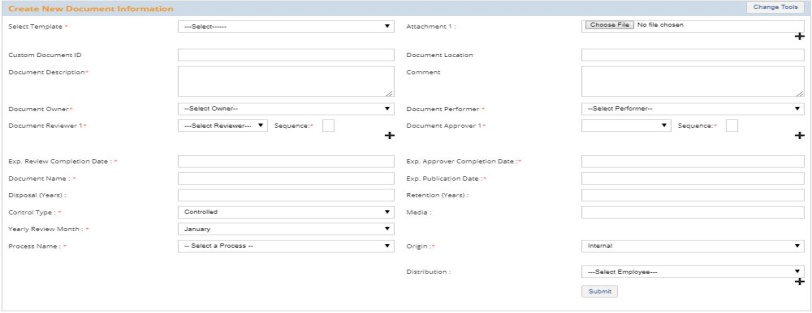 Create New Document Information
Change Tools
Select Template *
---Select------
Attachment 1 :
Choose File No file chosen
+
Custom Document ID
Document Location
Document Description*
Comment
Document Owner*
--Select Owner--
Document Performer *
--Select Performer--
Document Reviewer 1*
---Select Reviewer---
Sequence:*
+
Document Approver 1*
Sequence:*
+
Exp. Review Completion Date : *
Exp. Approver Completion Date :*
Document Name : *
Exp. Publication Date :*
Disposal (Years) :
Retention (Years) :
Control Type : *
Controlled
Media :
Yearly Review Month : *
January
Process Name : *
-- Select a Process --
Origin :*
Internal
Distribution :
---Select Employee---
+
Submit